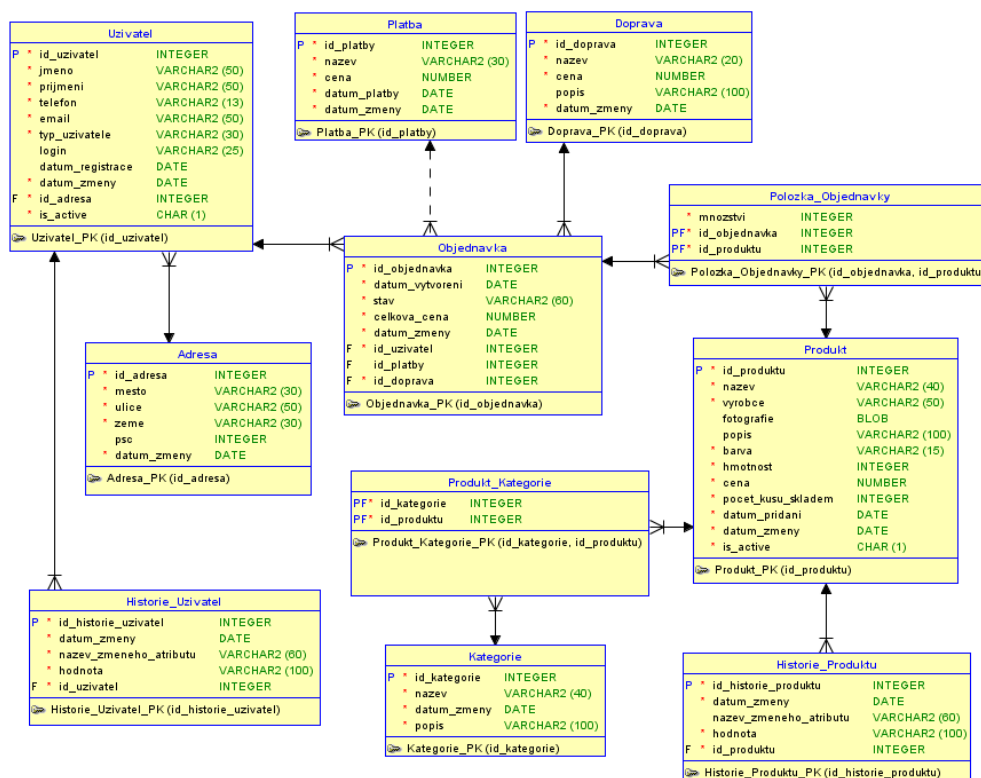 Uzivatel
P * id_uzivatel INTEGER
* jmeno VARCHAR2 (50)
* prijmeni VARCHAR2 (50)
* telefon VARCHAR2 (13)
* email VARCHAR2 (50)
* typ_uzivatele VARCHAR2 (30)
login VARCHAR2 (25)
datum_registrace DATE
* datum_zmeny DATE
F * id_adresa INTEGER
* is_active CHAR (1)
Uzivatel_PK (id_uzivatel)
Platba
P * id_platby INTEGER
* nazev VARCHAR2 (30)
* cena NUMBER
* datum_platby DATE
* datum_zmeny DATE
Platba_PK (id_platby)
Doprava
P * id_doprava INTEGER
* nazev VARCHAR2 (20)
* cena NUMBER
popis VARCHAR2 (100)
* datum_zmeny DATE
Doprava_PK (id_doprava)
Polozka_Objednavky
* mnozstvi INTEGER
PF* id_objednavka INTEGER
PF* id_produktu INTEGER
Polozka_Objednavky_PK (id_objednavka, id_produktu
Objednavka
P * id_objednavka INTEGER
* datum_vytvoreni DATE
* stav VARCHAR2 (60)
* celkova_cena NUMBER
* datum_zmeny DATE
F * id_uzivatel INTEGER
F id_platby INTEGER
F * id_doprava INTEGER
Objednavka_PK (id_objednavka)
Adresa
P * id_adresa INTEGER
* mesto VARCHAR2 (30)
* ulice VARCHAR2 (50)
* zeme VARCHAR2 (30)
psc INTEGER
* datum_zmeny DATE
Adresa_PK (id_adresa)
Produkt
P * id_produktu INTEGER
* nazev VARCHAR2 (40)
* vyrobce VARCHAR2 (50)
fotografie BLOB
popis VARCHAR2 (100)
* barva VARCHAR2 (15)
* hmotnost INTEGER
* cena NUMBER
* pocet_kusu_skladem INTEGER
* datum_pridani DATE
* datum_zmeny DATE
* is_active CHAR (1)
Produkt_PK (id_produktu)
Produkt_Kategorie
PF* id_kategorie INTEGER
PF* id_produktu INTEGER
Produkt_Kategorie_PK (id_kategorie, id_produktu)
Historie_Uzivatel
P * id_historie_uzivatel INTEGER
* datum_zmeny DATE
* nazev_zmeneho_atributu VARCHAR2 (60)
* hodnota VARCHAR2 (100)
F * id_uzivatel INTEGER
Historie_Uzivatel_PK (id_historie_uzivatel)
Kategorie
P * id_kategorie INTEGER
* nazev VARCHAR2 (40)
* datum_zmeny DATE
* popis VARCHAR2 (100)
Kategorie_PK (id_kategorie)
Historie_Produktu
P * id_historie_produktu INTEGER
* datum_zmeny DATE
nazev_zmeneho_atributu VARCHAR2 (60)
* hodnota VARCHAR2 (100)
F * id_produktu INTEGER
Historie_Produktu_PK (id_historie_produktu)